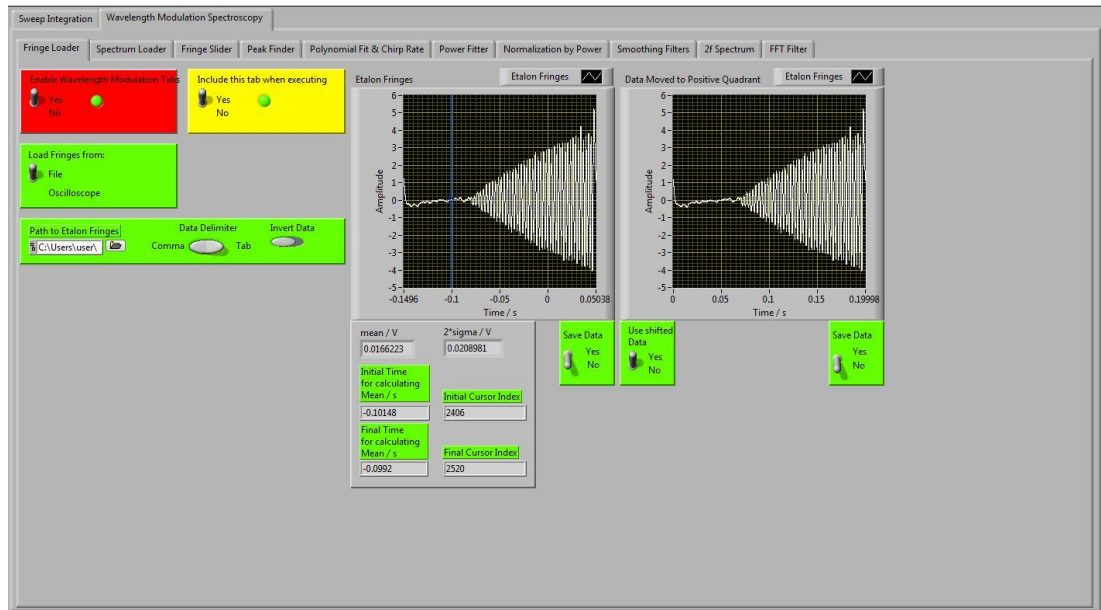 Sweep Integration
Wavelength Modulation Spectroscopy
Fringe Loader
Spectrum Loader
Fringe Slider
Peak Finder
Polynomial Fit & Chirp Rate
Power Fitter
Normalization by Power
Smoothing Filters
2f Spectrum
FFT Filter
Enable Wavelength Modulation Tabs
Yes
No
Include this tab when executing
Yes
No
Load Fringes from:
File
Oscilloscope
Path to Etalon Fringes
C:\Users\user\
Data Delimiter
Comma
Tab
Invert Data
Etalon Fringes
Etalon Fringes
Amplitude
6
5
4
3
2
1
0
-1
-2
-3
-4
-5
-0.1496
-0.1
-0.05
0
0.05038
Time / s
Data Moved to Positive Quadrant
Etalon Fringes
Amplitude
6
5
4
3
2
1
0
-1
-2
-3
-4
-5
0
0.05
0.1
0.15
0.19998
Time / s
mean / V
0.0166223
2*sigma / V
0.0208981
Initial Time
for calculating
Mean / s
-0.10148
Initial Cursor Index
2406
Final Time
for calculating
Mean / s
-0.0992
Final Cursor Index
2520
Save Data
Yes
No
Use shifted
Data
Yes
No
Save Data
Yes
No